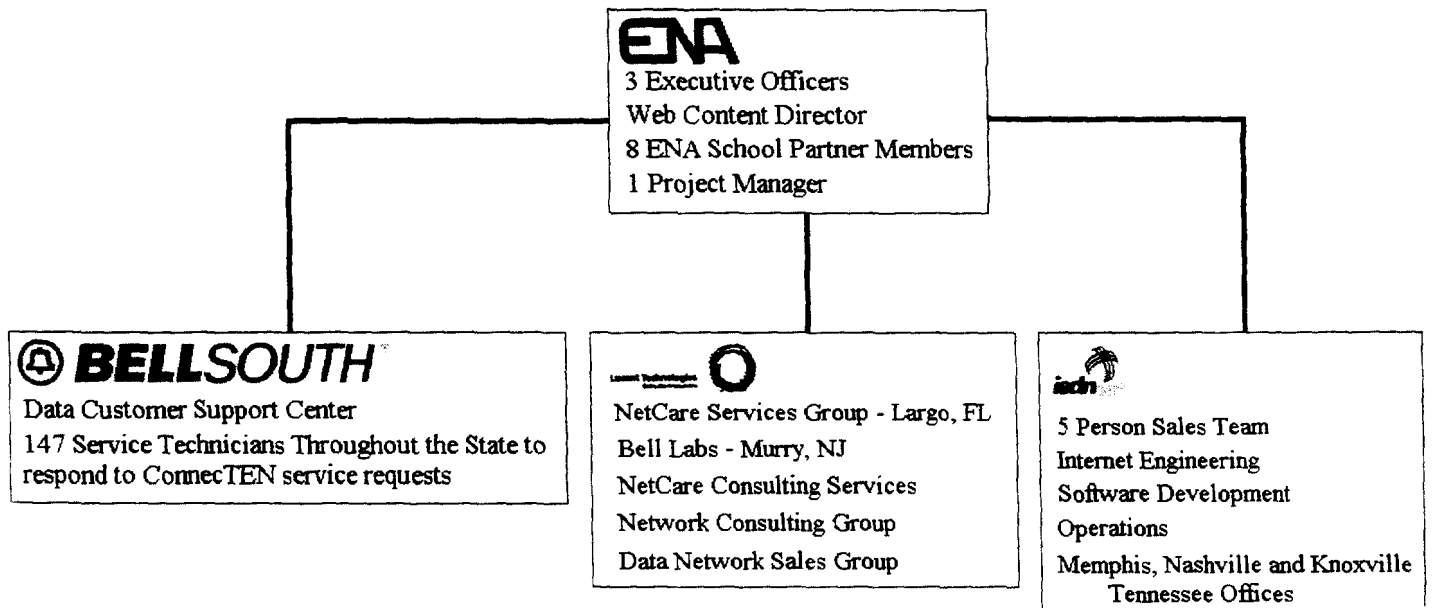 ENA
3 Executive Officers
Web Content Director
8 ENA School Partner Members
1 Project Manager
BELLSOUTH
Data Customer Support Center
147 Service Technicians Throughout the State to
respond to ConnecTEN service requests
Lucent Technologies
NetCare Services Group - Largo, FL
Bell Labs - Murry, NJ
NetCare Consulting Services
Network Consulting Group
Data Network Sales Group
isdn
5 Person Sales Team
Internet Engineering
Software Development
Operations
Memphis, Nashville and Knoxville
Tennessee Offices